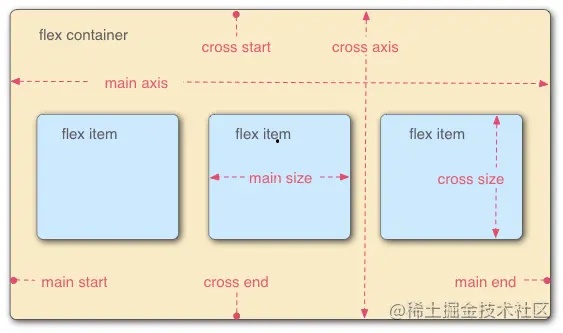 flex container
cross start
cross axis
main axis
flex item
flex item
flex item
main size
cross size
main start
cross end
main end
@稀土掘金技术社区